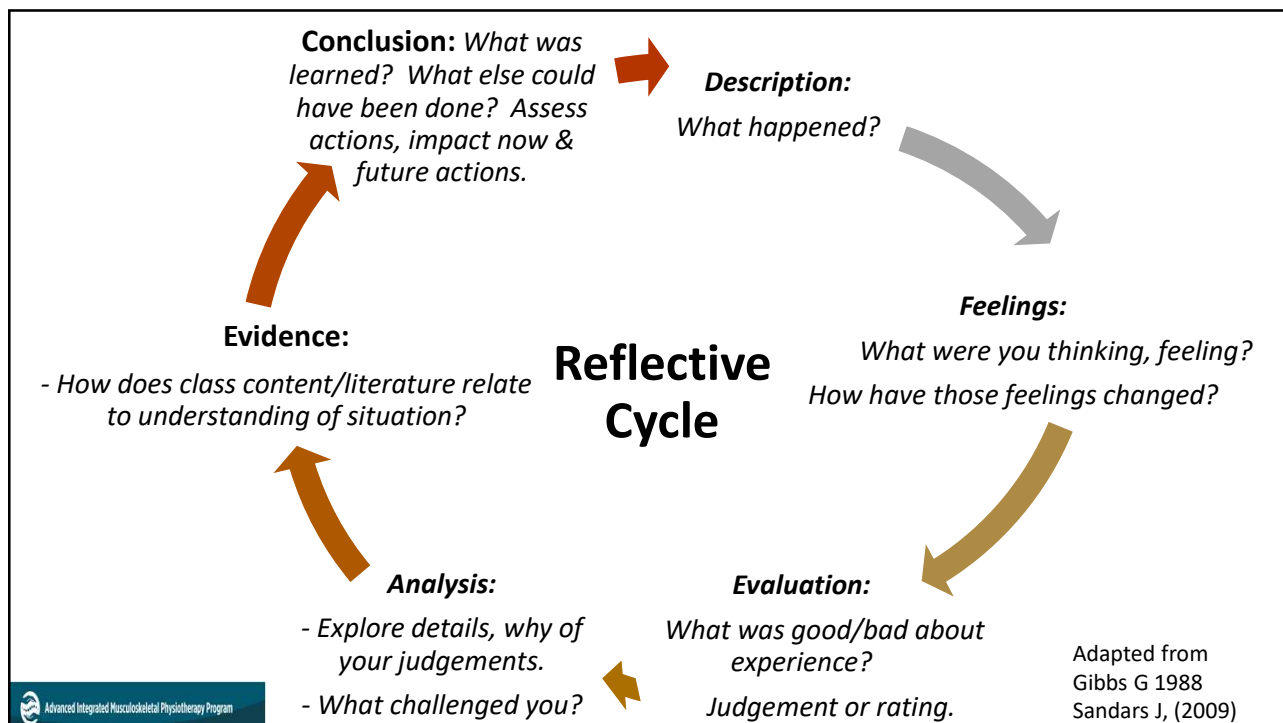 Conclusion: What was
learned?  What else could
have been done?  Assess
actions, impact now &
future actions.
Description:
What happened?
Feelings:
What were you thinking, feeling?
How have those feelings changed?
Evaluation:
What was good/bad about
experience?
Judgement or rating.
Analysis:
- Explore details, why of
your judgements.
- What challenged you?
Evidence:
- How does class content/literature relate
to understanding of situation?
Reflective
Cycle
Adapted from
Gibbs G 1988
Sandars J, (2009)
Advanced Integrated Musculoskeletal Physiotherapy Program